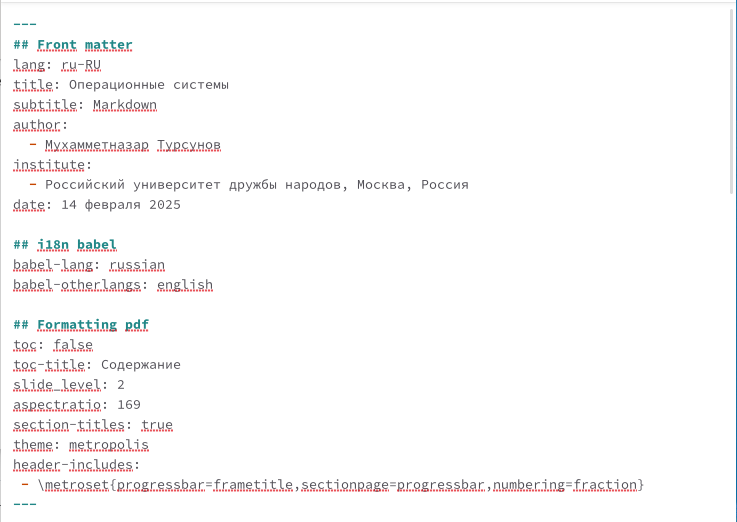 ---
## Front matter
lang: ru-RU
title: Операционные системы
subtitle: Markdown
author:
  - Мухамметназар Турсунов
institute:
  - Российский университет дружбы народов, Москва, Россия
date: 14 февраля 2025

## i18n babel
babel-lang: russian
babel-otherlangs: english

## Formatting pdf
toc: false
toc-title: Содержание
slide_level: 2
aspectratio: 169
section-titles: true
theme: metropolis
header-includes:
 - \metroset{progressbar=frametitle,sectionpage=progressbar,numbering=fraction}
---